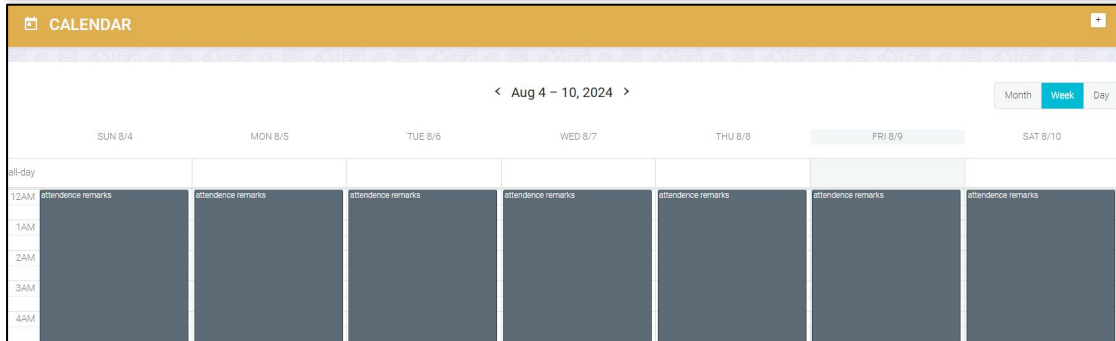 CALENDAR
+
< Aug 4 – 10, 2024 >
Month Week Day
SUN 8/4 MON 8/5 TUE 8/6 WED 8/7 THU 8/8 FRI 8/9 SAT 8/10
all-day
12AM attendence remarks attendence remarks attendence remarks attendence remarks attendence remarks attendence remarks attendence remarks
1AM
2AM
3AM
4AM